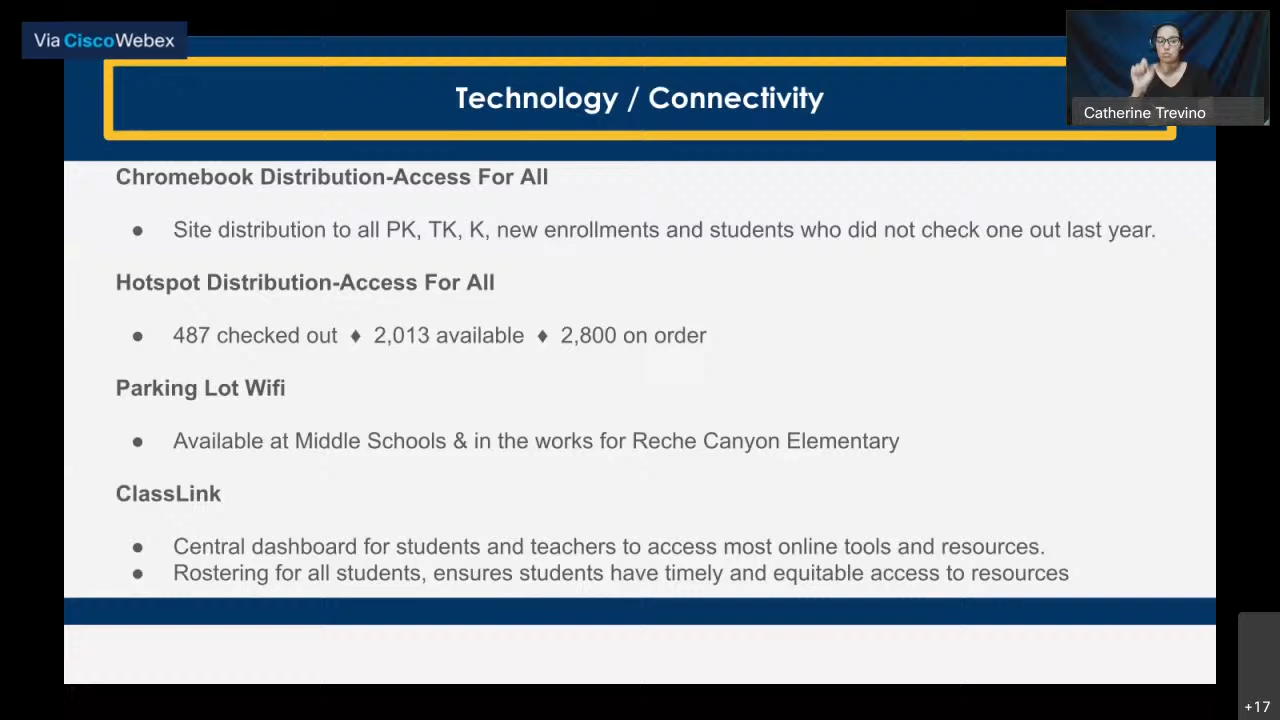 Via CiscoWebex
Technology / Connectivity
Catherine Trevino
Chromebook Distribution-Access For All
● Site distribution to all PK, TK, K, new enrollments and students who did not check one out last year.
Hotspot Distribution-Access For All
● 487 checked out ♦ 2,013 available ♦ 2,800 on order
Parking Lot Wifi
● Available at Middle Schools & in the works for Reche Canyon Elementary
ClassLink
● Central dashboard for students and teachers to access most online tools and resources.
● Rostering for all students, ensures students have timely and equitable access to resources
+17